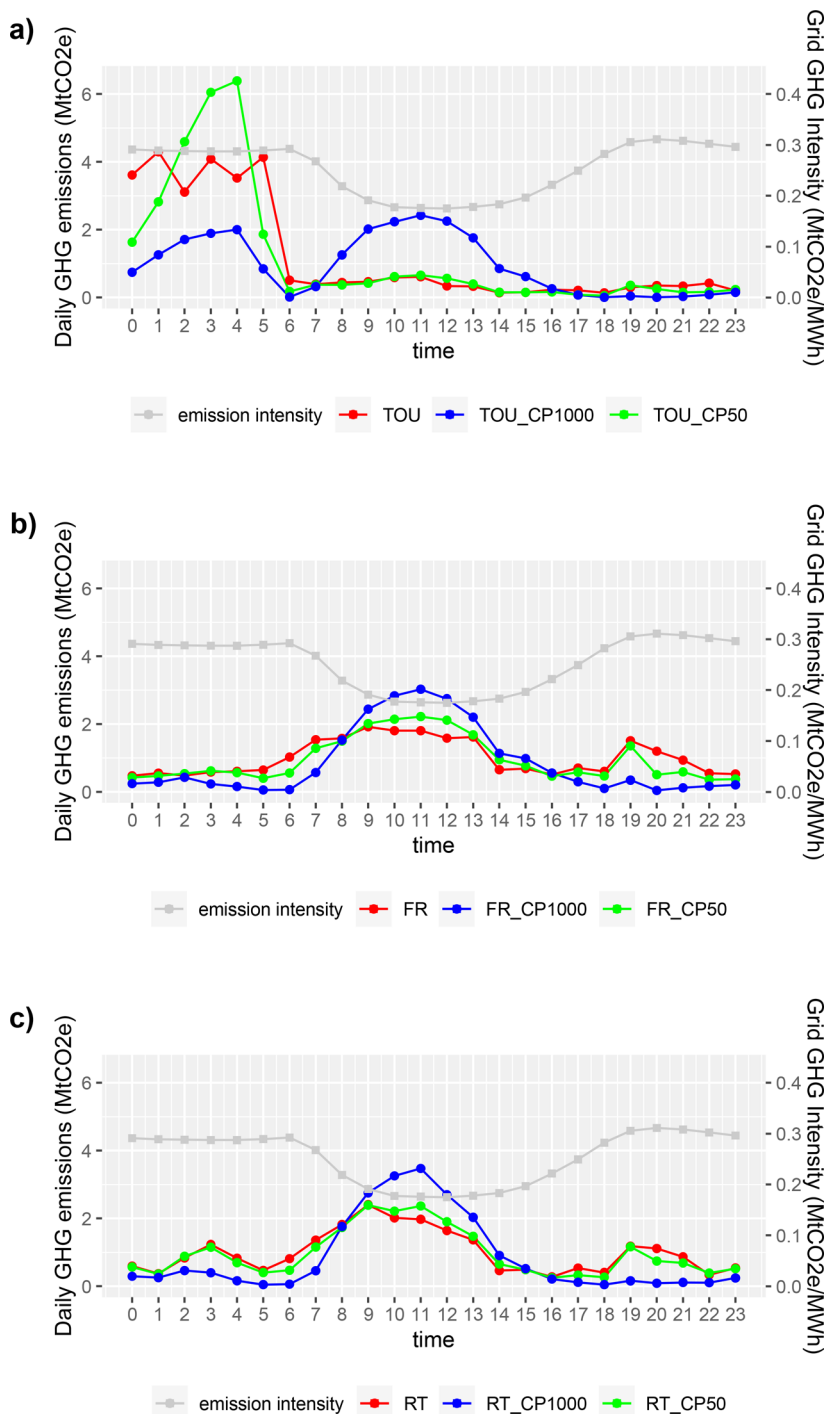 a)
Daily GHG emissions (MtCO2e)
Grid GHG Intensity (MtCO2e/MWh)
6
4
2
0
0.4
0.3
0.2
0.1
0.0
0 1 2 3 4 5 6 7 8 9 10 11 12 13 14 15 16 17 18 19 20 21 22 23
time
emission intensity TOU TOU_CP1000 TOU_CP50
b)
Daily GHG emissions (MtCO2e)
Grid GHG Intensity (MtCO2e/MWh)
6
4
2
0
0.4
0.3
0.2
0.1
0.0
0 1 2 3 4 5 6 7 8 9 10 11 12 13 14 15 16 17 18 19 20 21 22 23
time
emission intensity FR FR_CP1000 FR_CP50
c)
Daily GHG emissions (MtCO2e)
Grid GHG Intensity (MtCO2e/MWh)
6
4
2
0
0.4
0.3
0.2
0.1
0.0
0 1 2 3 4 5 6 7 8 9 10 11 12 13 14 15 16 17 18 19 20 21 22 23
time
emission intensity RT RT_CP1000 RT_CP50